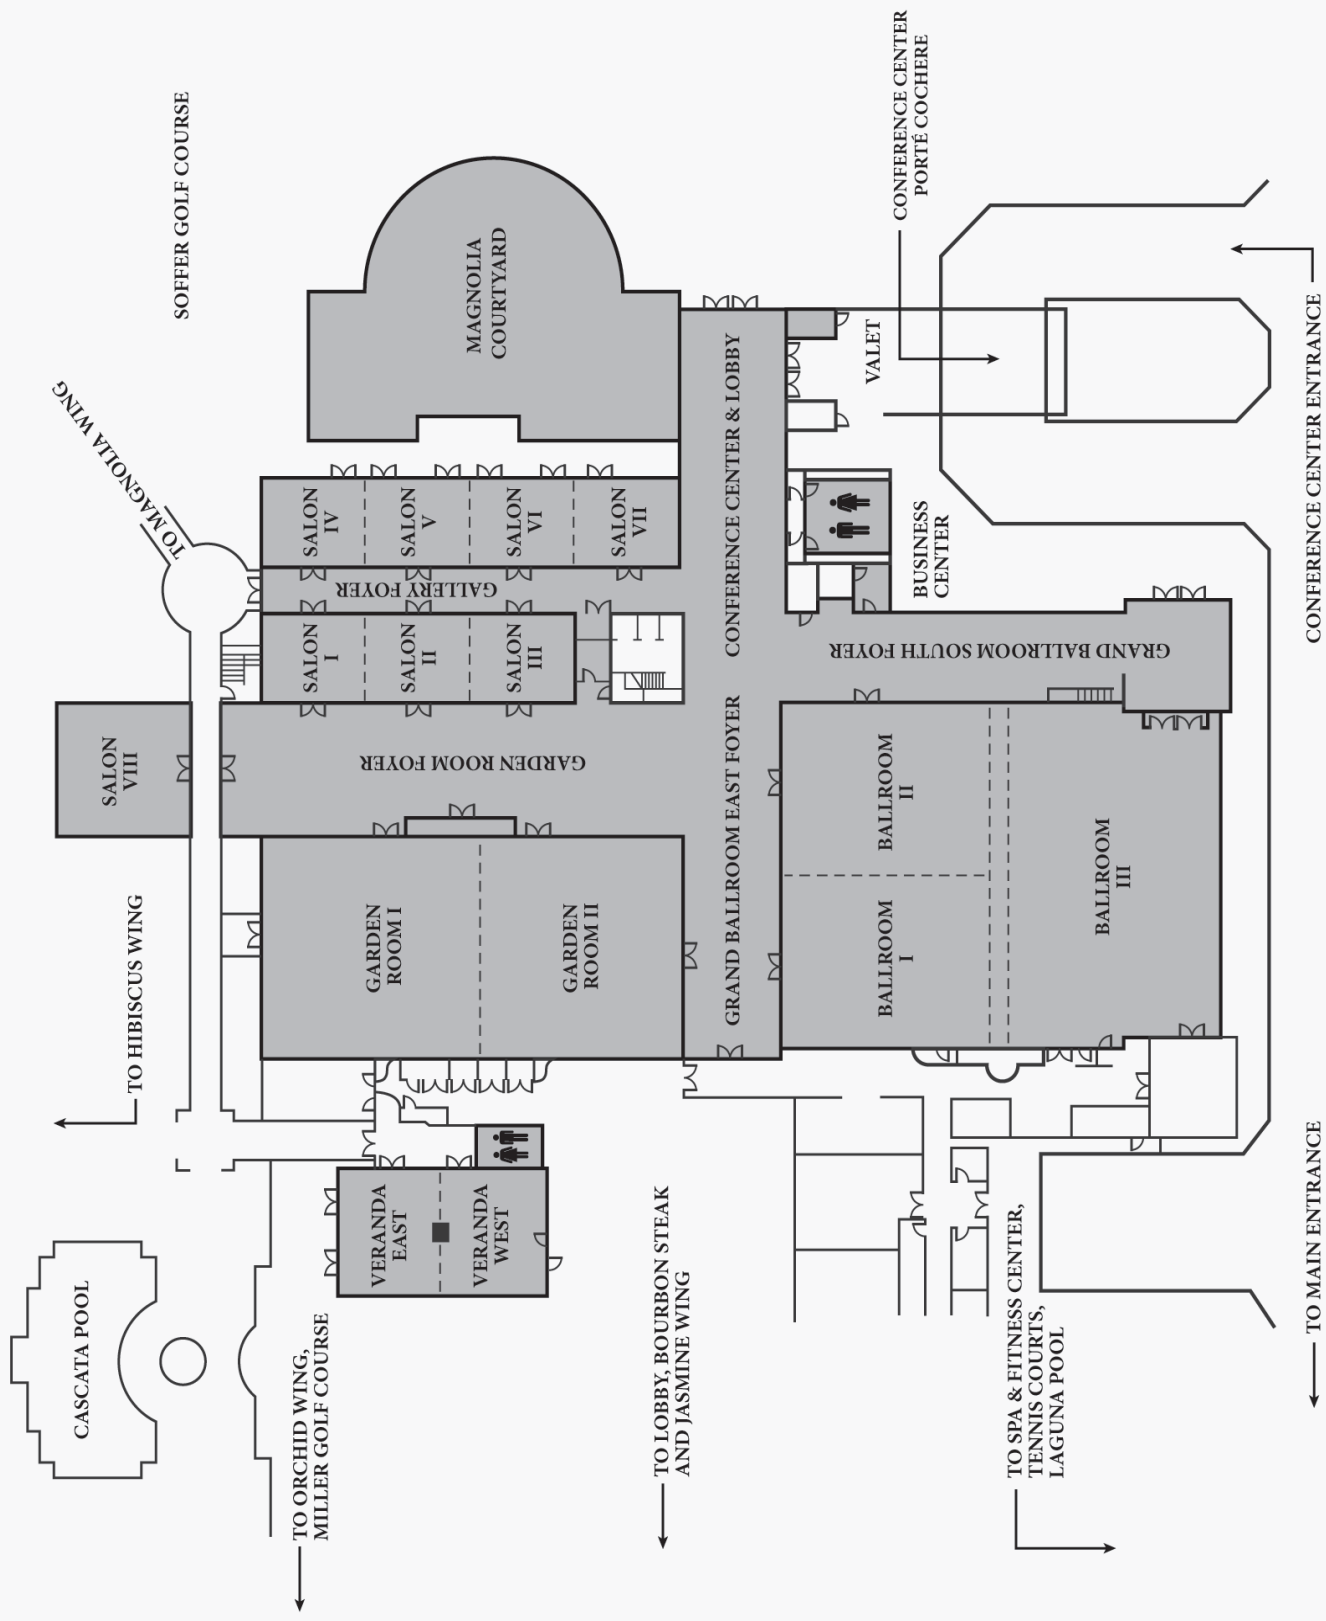 SOFFER GOLF COURSE
CONFERENCE CENTER
PORTÉ COCHERE
MAGNOLIA
COURTYARD
TO MAGNOLIA WING
VALET
CONFERENCE CENTER ENTRANCE
SALON
IV
SALON
V
SALON
VI
SALON
VII
GALLERY FOYER
CONFERENCE CENTER & LOBBY
BUSINESS
CENTER
SALON
I
SALON
II
SALON
III
GRAND BALLROOM SOUTH FOYER
SALON
VIII
GARDEN ROOM FOYER
GRAND BALLROOM EAST FOYER
BALLROOM
II
BALLROOM
III
BALLROOM
I
GARDEN
ROOM I
GARDEN
ROOM II
TO HIBISCUS WING
VERANDA
EAST
VERANDA
WEST
CASCATA POOL
TO ORCHID WING,
MILLER GOLF COURSE
TO LOBBY, BOURBON STEAK
AND JASMINE WING
TO SPA & FITNESS CENTER,
TENNIS COURTS,
LAGUNA POOL
TO MAIN ENTRANCE